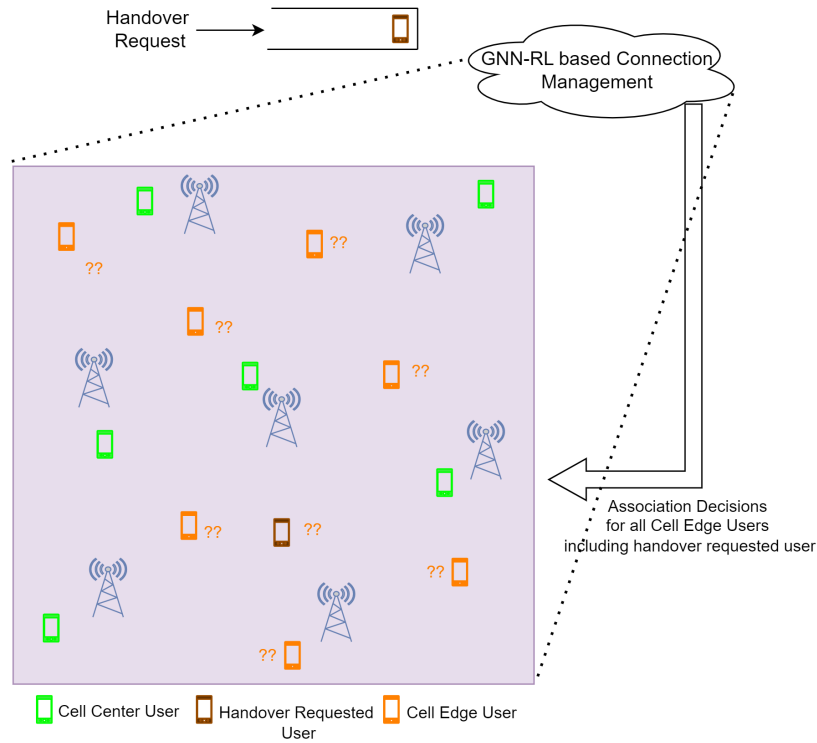 Handover
Request
GNN-RL based Connection
Management
??
??
??
??
??
??
??
??
Association Decisions
for all Cell Edge Users
including handover requested user
Cell Center User
Handover Requested
User
Cell Edge User